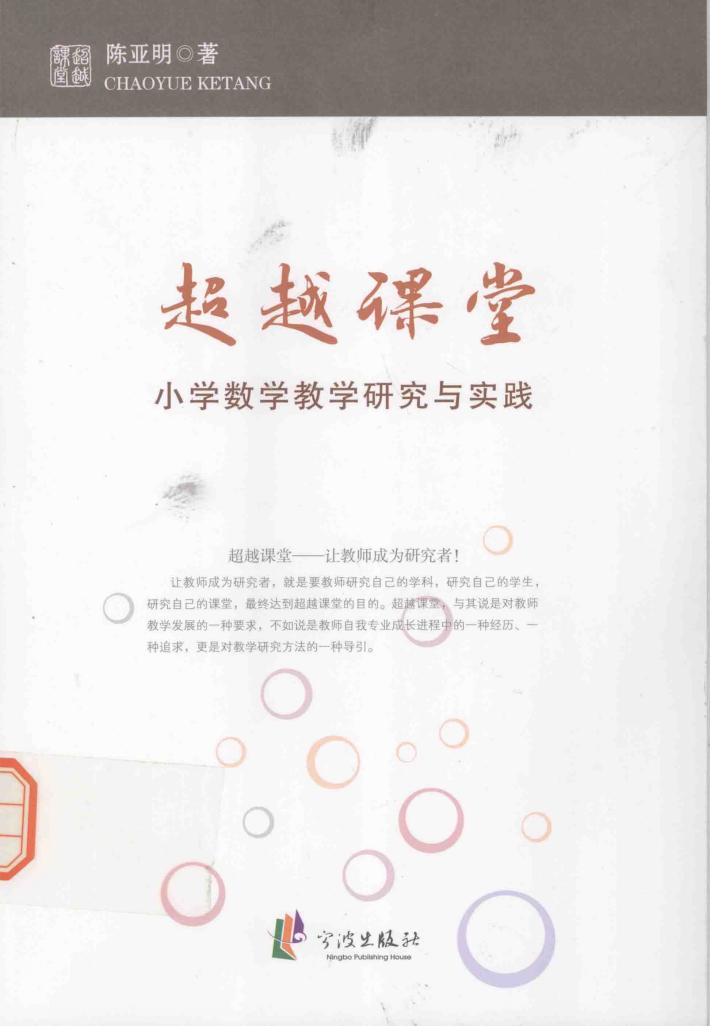 超越课堂
陈亚明◎著
CHAOYUE KETANG
超越课堂
小学数学教学研究与实践
超越课堂——让教师成为研究者！
让教师成为研究者，就是要教师研究自己的学科，研究自己的学生，
研究自己的课堂，最终达到超越课堂的目的。超越课堂，与其说是对教师
教学发展的一种要求，不如说是教师自我专业成长进程中的一种经历、一
种追求，更是对教学研究方法的一种导引。
宁波出版社
Ningbo Publishing House